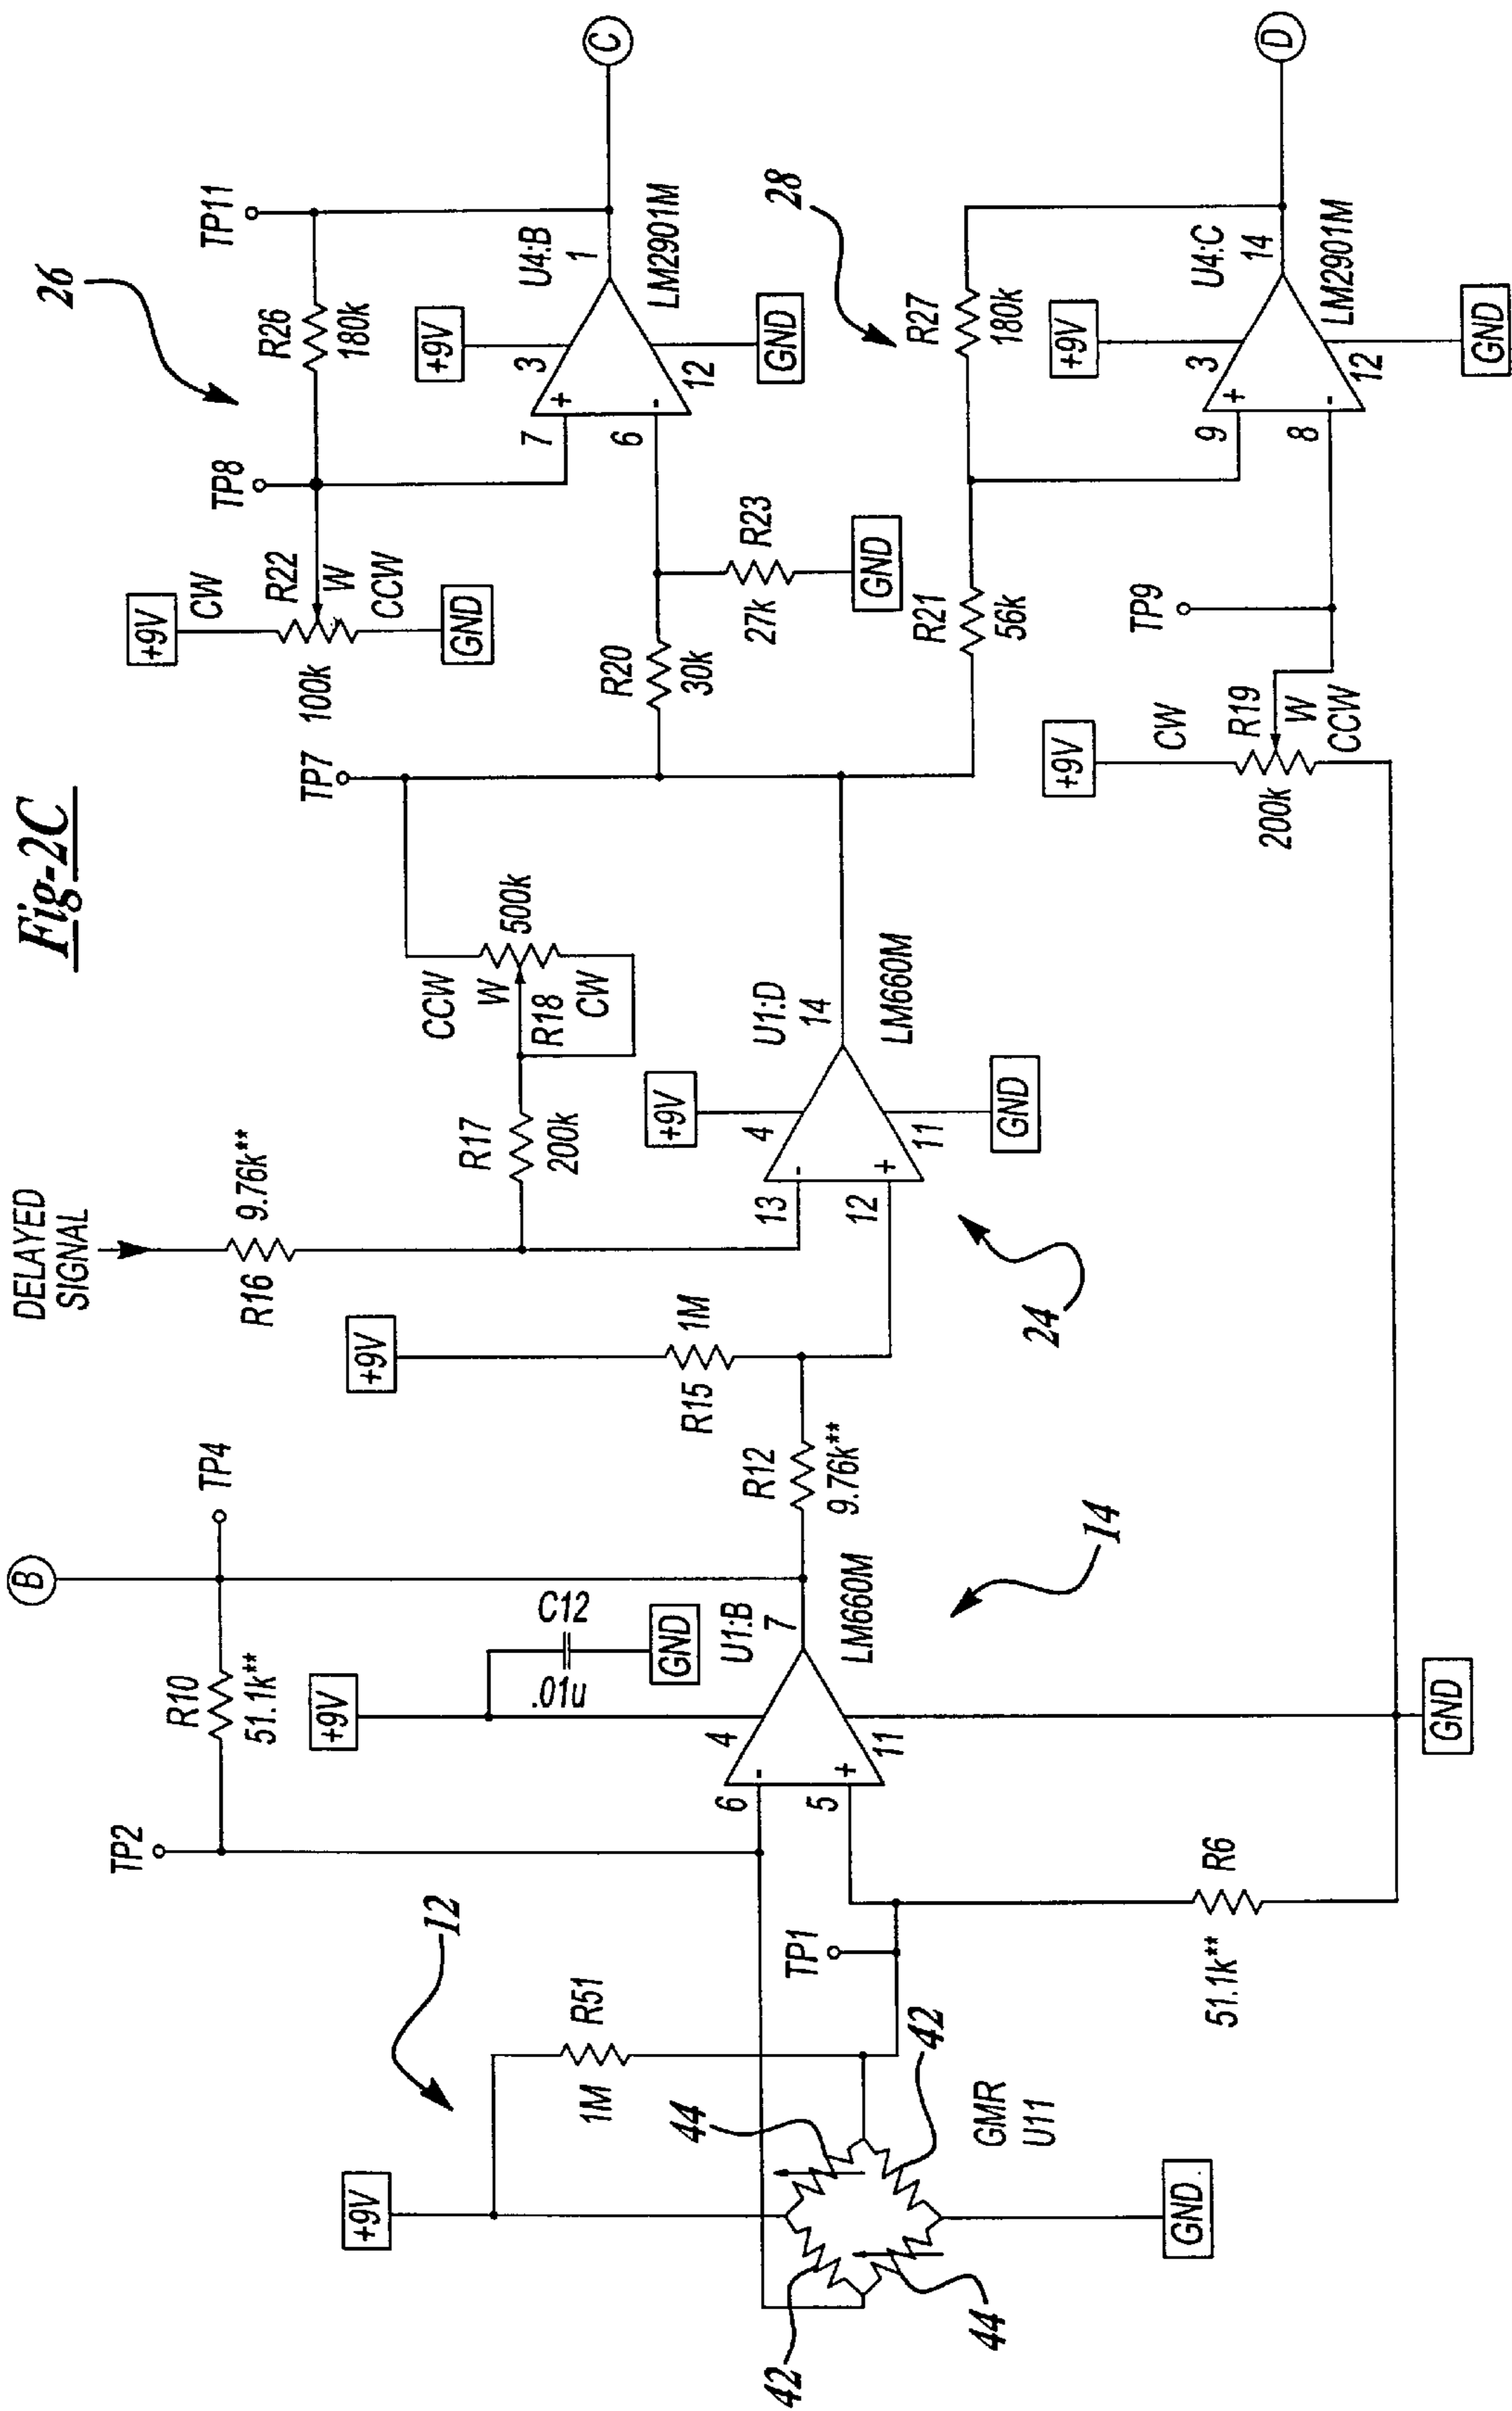 Fig-2C
26
TP11
TP8
R26
180k
+9V
CW
R22
W
CCW
100k
GND
+9V
3
U4:B
1
C
7
+
6
-
12
LM2901M
GND
R20
30k
R23
27k
GND
28
R27
180k
R21
56k
+9V
3
U4:C
14
D
9
+
8
-
12
LM2901M
GND
TP9
+9V
CW
R19
W
CCW
200k
TP7
500k
CCW
W
R18
CW
R17
200k
DELAYED
SIGNAL
R16
9.76k**
+9V
4
U1:D
14
13
-
12
+
11
LM660M
GND
24
+9V
R15
1M
R12
9.76k**
B
TP4
R10
51.1k**
TP2
+9V
C12
.01u
GND
4
U1:B
7
6
-
5
+
11
LM660M
14
GND
12
+9V
R51
1M
TP1
R6
51.1k**
44
42
42
44
GMR
U11
GND